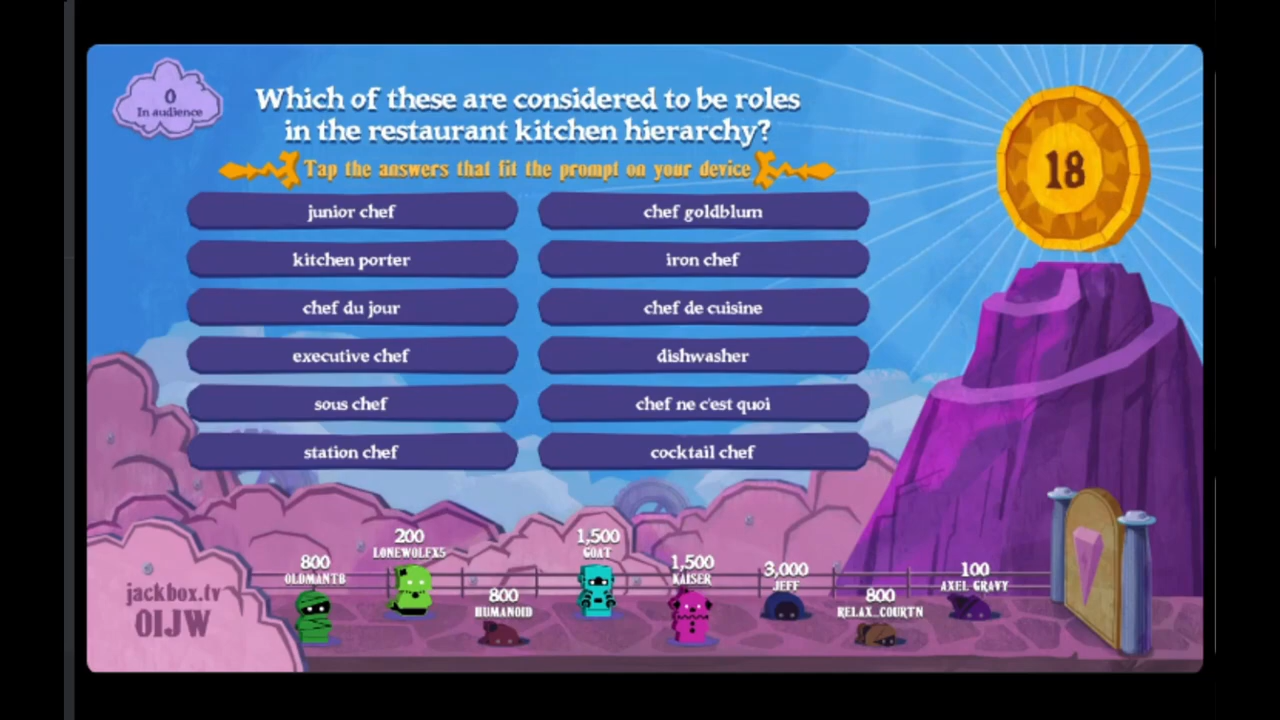 0
In audience
Which of these are considered to be roles
in the restaurant kitchen hierarchy?
Tap the answers that fit the prompt on your device
18
junior chef
chef goldblum
kitchen porter
iron chef
chef du jour
chef de cuisine
executive chef
dishwasher
sous chef
chef ne c'est quoi
station chef
cocktail chef
800
OLDMANTB
200
LONEWOLFX5
800
HUMANOID
1,500
GOAT
1,500
KAISER
3,000
JEFF
800
RELAX_COURTN
100
AXEL GRAVY
jackbox.tv
OIJW